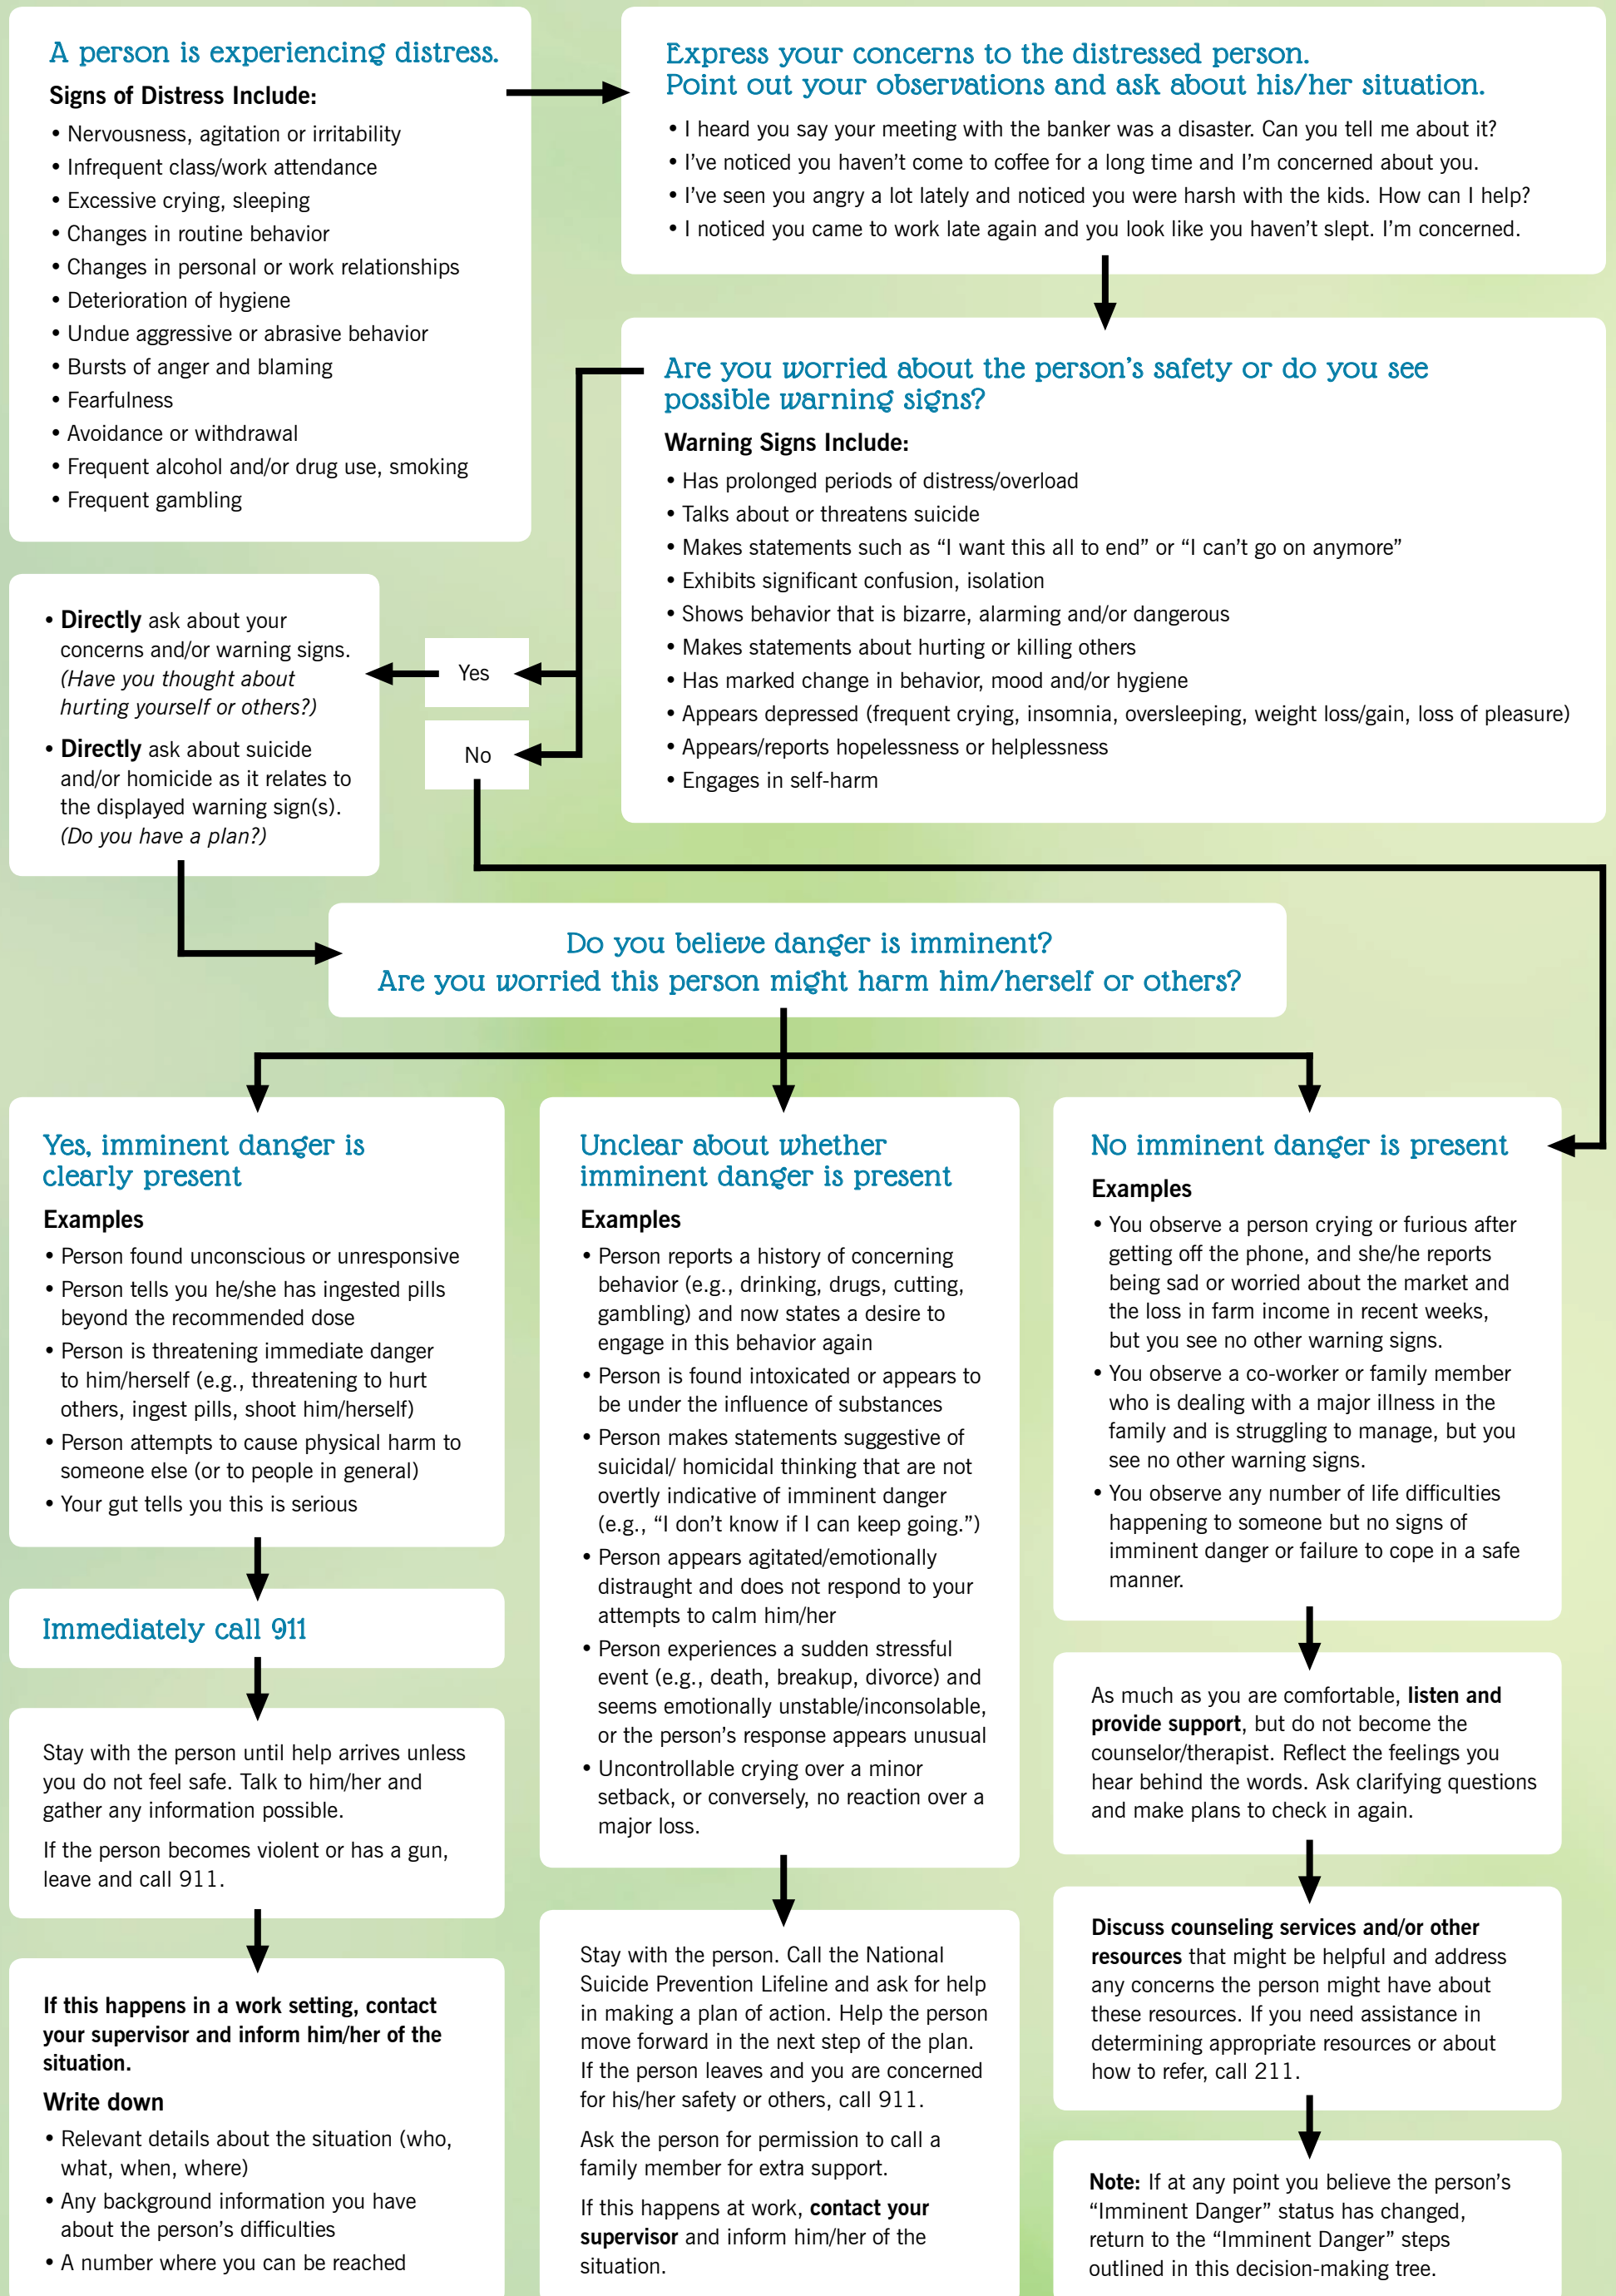 A person is experiencing distress.
Signs of Distress Include:
• Nervousness, agitation or irritability
• Infrequent class/work attendance
• Excessive crying, sleeping
• Changes in routine behavior
• Changes in personal or work relationships
• Deterioration of hygiene
• Undue aggressive or abrasive behavior
• Bursts of anger and blaming
• Fearfulness
• Avoidance or withdrawal
• Frequent alcohol and/or drug use, smoking
• Frequent gambling
Express your concerns to the distressed person.
Point out your observations and ask about his/her situation.
• I heard you say your meeting with the banker was a disaster. Can you tell me about it?
• I’ve noticed you haven’t come to coffee for a long time and I’m concerned about you.
• I’ve seen you angry a lot lately and noticed you were harsh with the kids. How can I help?
• I noticed you came to work late again and you look like you haven’t slept. I’m concerned.
Are you worried about the person’s safety or do you see
possible warning signs?
Warning Signs Include:
• Has prolonged periods of distress/overload
• Talks about or threatens suicide
• Makes statements such as “I want this all to end” or “I can’t go on anymore”
• Exhibits significant confusion, isolation
• Shows behavior that is bizarre, alarming and/or dangerous
• Makes statements about hurting or killing others
• Has marked change in behavior, mood and/or hygiene
• Appears depressed (frequent crying, insomnia, oversleeping, weight loss/gain, loss of pleasure)
• Appears/reports hopelessness or helplessness
• Engages in self-harm
Yes
No
• Directly ask about your
concerns and/or warning signs.
(Have you thought about
hurting yourself or others?)
• Directly ask about suicide
and/or homicide as it relates to
the displayed warning sign(s).
(Do you have a plan?)
Do you believe danger is imminent?
Are you worried this person might harm him/herself or others?
Yes, imminent danger is
clearly present
Examples
• Person found unconscious or unresponsive
• Person tells you he/she has ingested pills
beyond the recommended dose
• Person is threatening immediate danger
to him/herself (e.g., threatening to hurt
others, ingest pills, shoot him/herself)
• Person attempts to cause physical harm to
someone else (or to people in general)
• Your gut tells you this is serious
Immediately call 911
Stay with the person until help arrives unless
you do not feel safe. Talk to him/her and
gather any information possible.
If the person becomes violent or has a gun,
leave and call 911.
If this happens in a work setting, contact
your supervisor and inform him/her of the
situation.
Write down
• Relevant details about the situation (who,
what, when, where)
• Any background information you have
about the person’s difficulties
• A number where you can be reached
Unclear about whether
imminent danger is present
Examples
• Person reports a history of concerning
behavior (e.g., drinking, drugs, cutting,
gambling) and now states a desire to
engage in this behavior again
• Person is found intoxicated or appears to
be under the influence of substances
• Person makes statements suggestive of
suicidal/ homicidal thinking that are not
overtly indicative of imminent danger
(e.g., “I don’t know if I can keep going.”)
• Person appears agitated/emotionally
distraught and does not respond to your
attempts to calm him/her
• Person experiences a sudden stressful
event (e.g., death, breakup, divorce) and
seems emotionally unstable/inconsolable,
or the person’s response appears unusual
• Uncontrollable crying over a minor
setback, or conversely, no reaction over a
major loss.
Stay with the person. Call the National
Suicide Prevention Lifeline and ask for help
in making a plan of action. Help the person
move forward in the next step of the plan.
If the person leaves and you are concerned
for his/her safety or others, call 911.
Ask the person for permission to call a
family member for extra support.
If this happens at work, contact your
supervisor and inform him/her of the
situation.
No imminent danger is present
Examples
• You observe a person crying or furious after
getting off the phone, and she/he reports
being sad or worried about the market and
the loss in farm income in recent weeks,
but you see no other warning signs.
• You observe a co-worker or family member
who is dealing with a major illness in the
family and is struggling to manage, but you
see no other warning signs.
• You observe any number of life difficulties
happening to someone but no signs of
imminent danger or failure to cope in a safe
manner.
As much as you are comfortable, listen and
provide support, but do not become the
counselor/therapist. Reflect the feelings you
hear behind the words. Ask clarifying questions
and make plans to check in again.
Discuss counseling services and/or other
resources that might be helpful and address
any concerns the person might have about
these resources. If you need assistance in
determining appropriate resources or about
how to refer, call 211.
Note: If at any point you believe the person’s
“Imminent Danger” status has changed,
return to the “Imminent Danger” steps
outlined in this decision-making tree.